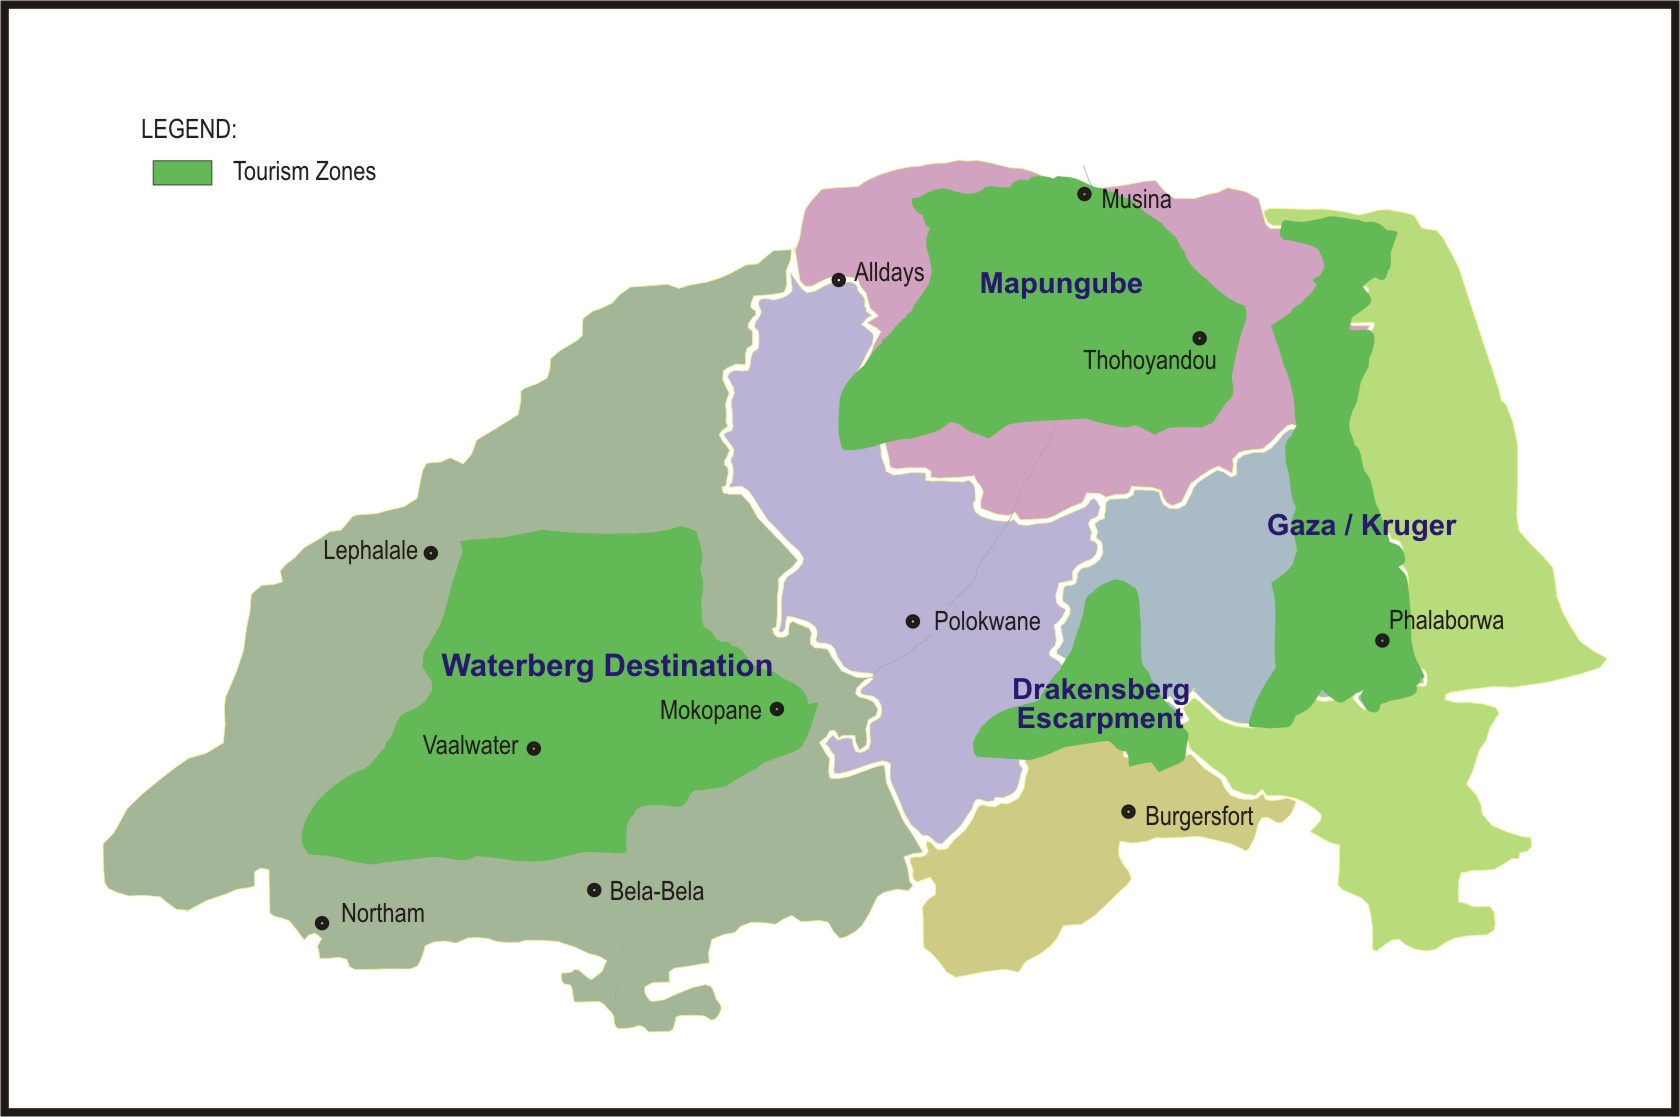 LEGEND:
Tourism Zones
Musina
Alldays
Mapungube
Thohoyandou
Gaza / Kruger
Lephalale
Polokwane
Phalaborwa
Waterberg Destination
Drakensberg
Escarpment
Mokopane
Vaalwater
Burgersfort
Bela-Bela
Northam